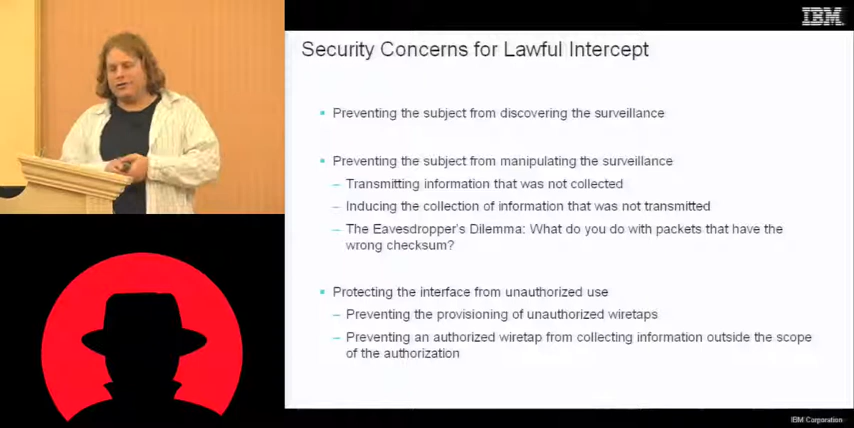 IBM
Security Concerns for Lawful Intercept
Preventing the subject from discovering the surveillance
Preventing the subject from manipulating the surveillance
– Transmitting information that was not collected
– Inducing the collection of information that was not transmitted
– The Eavesdropper's Dilemma: What do you do with packets that have the
wrong checksum?
Protecting the interface from unauthorized use
– Preventing the provisioning of unauthorized wiretaps
– Preventing an authorized wiretap from collecting information outside the scope
of the authorization
IBM Corporation